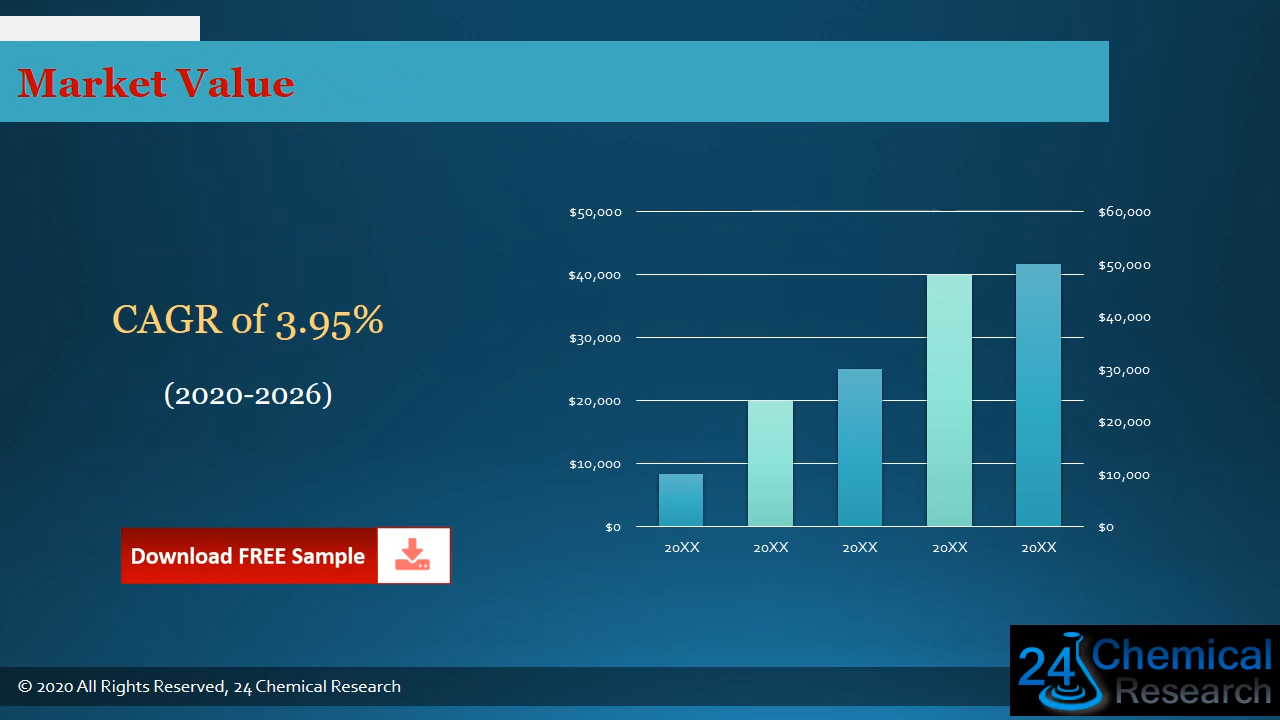 Market Value
CAGR of 3.95%
(2020-2026)
Download FREE Sample
$50,000
$40,000
$30,000
$20,000
$10,000
$0
$60,000
$50,000
$40,000
$30,000
$20,000
$10,000
$0
20XX 20XX 20XX 20XX 20XX
© 2020 All Rights Reserved, 24 Chemical Research
24 Chemical
Research